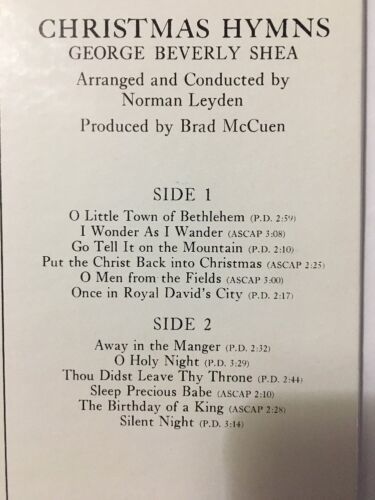 CHRISTMAS HYMNS
GEORGE BEVERLY SHEA
Arranged and Conducted by
Norman Leyden
Produced by Brad McCuen
SIDE 1
O Little Town of Bethlehem (P.D. 2:59)
I Wonder As I Wander (ASCAP 3:08)
Go Tell It on the Mountain (P.D. 2:10)
Put the Christ Back into Christmas (ASCAP 2:25)
O Men from the Fields (ASCAP 3:00)
Once in Royal David's City (P.D. 2:17)
SIDE 2
Away in the Manger (P.D. 2:32)
O Holy Night (P.D. 3:29)
Thou Didst Leave Thy Throne (P.D. 2:44)
Sleep Precious Babe (ASCAP 2:10)
The Birthday of a King (ASCAP 2:28)
Silent Night (P.D. 3:14)